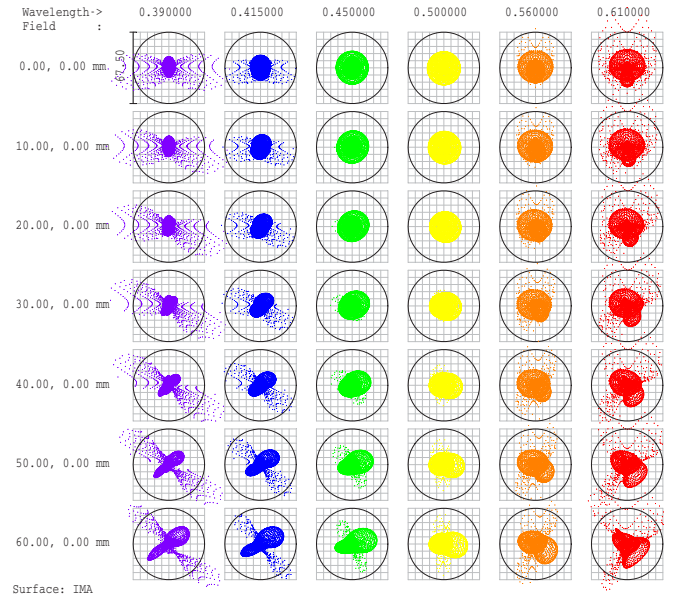 Wavelength-> 0.390000 0.415000 0.450000 0.500000 0.560000 0.610000
Field :
67.50
0.00, 0.00 mm
10.00, 0.00 mm
20.00, 0.00 mm
30.00, 0.00 mm
40.00, 0.00 mm
50.00, 0.00 mm
60.00, 0.00 mm
Surface: IMA